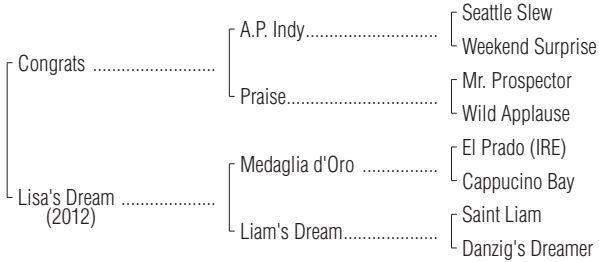 Congrats ........................
Lisa's Dream ...................
(2012)
A.P. Indy..........................
Praise..............................
Medaglia d'Oro ...............
Liam's Dream...................
Seattle Slew
Weekend Surprise
Mr. Prospector
Wild Applause
El Prado (IRE)
Cappucino Bay
Saint Liam
Danzig's Dreamer